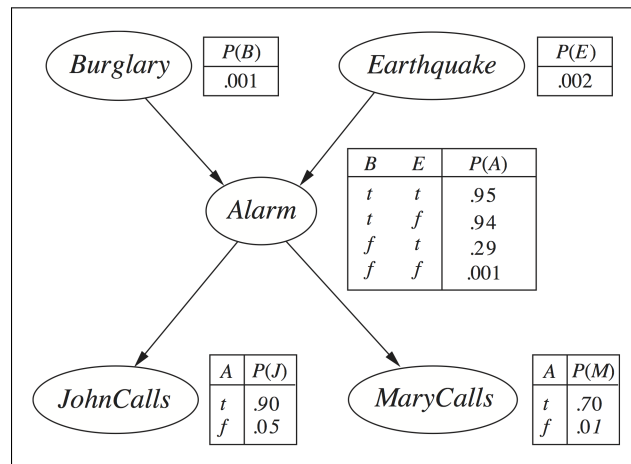 Burglary
P(B)
.001
Earthquake
P(E)
.002
Alarm
B E P(A)
t t .95
t f .94
f t .29
f f .001
JohnCalls
A P(J)
t .90
f .05
MaryCalls
A P(M)
t .70
f .01